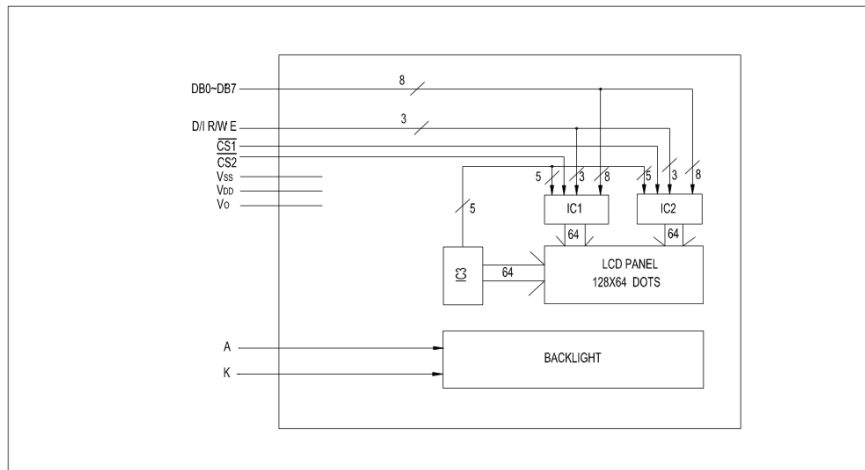 DB0~DB7
8
D/I R/W E
3
CS1
CS2
VSS
VDD
VO
5
3
8
5
3
8
5
IC1
IC2
64
64
IC3
64
LCD PANEL
128X64 DOTS
A
K
BACKLIGHT